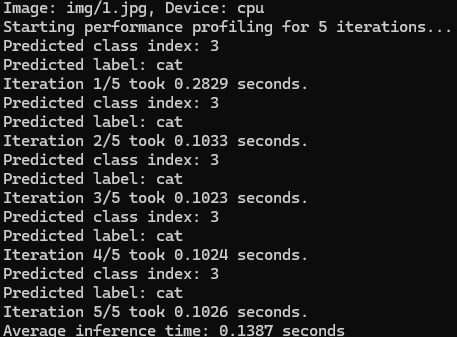 Image: img/1.jpg, Device: cpu
Starting performance profiling for 5 iterations...
Predicted class index: 3
Predicted label: cat
Iteration 1/5 took 0.2829 seconds.
Predicted class index: 3
Predicted label: cat
Iteration 2/5 took 0.1033 seconds.
Predicted class index: 3
Predicted label: cat
Iteration 3/5 took 0.1023 seconds.
Predicted class index: 3
Predicted label: cat
Iteration 4/5 took 0.1024 seconds.
Predicted class index: 3
Predicted label: cat
Iteration 5/5 took 0.1026 seconds.
Average inference time: 0.1387 seconds